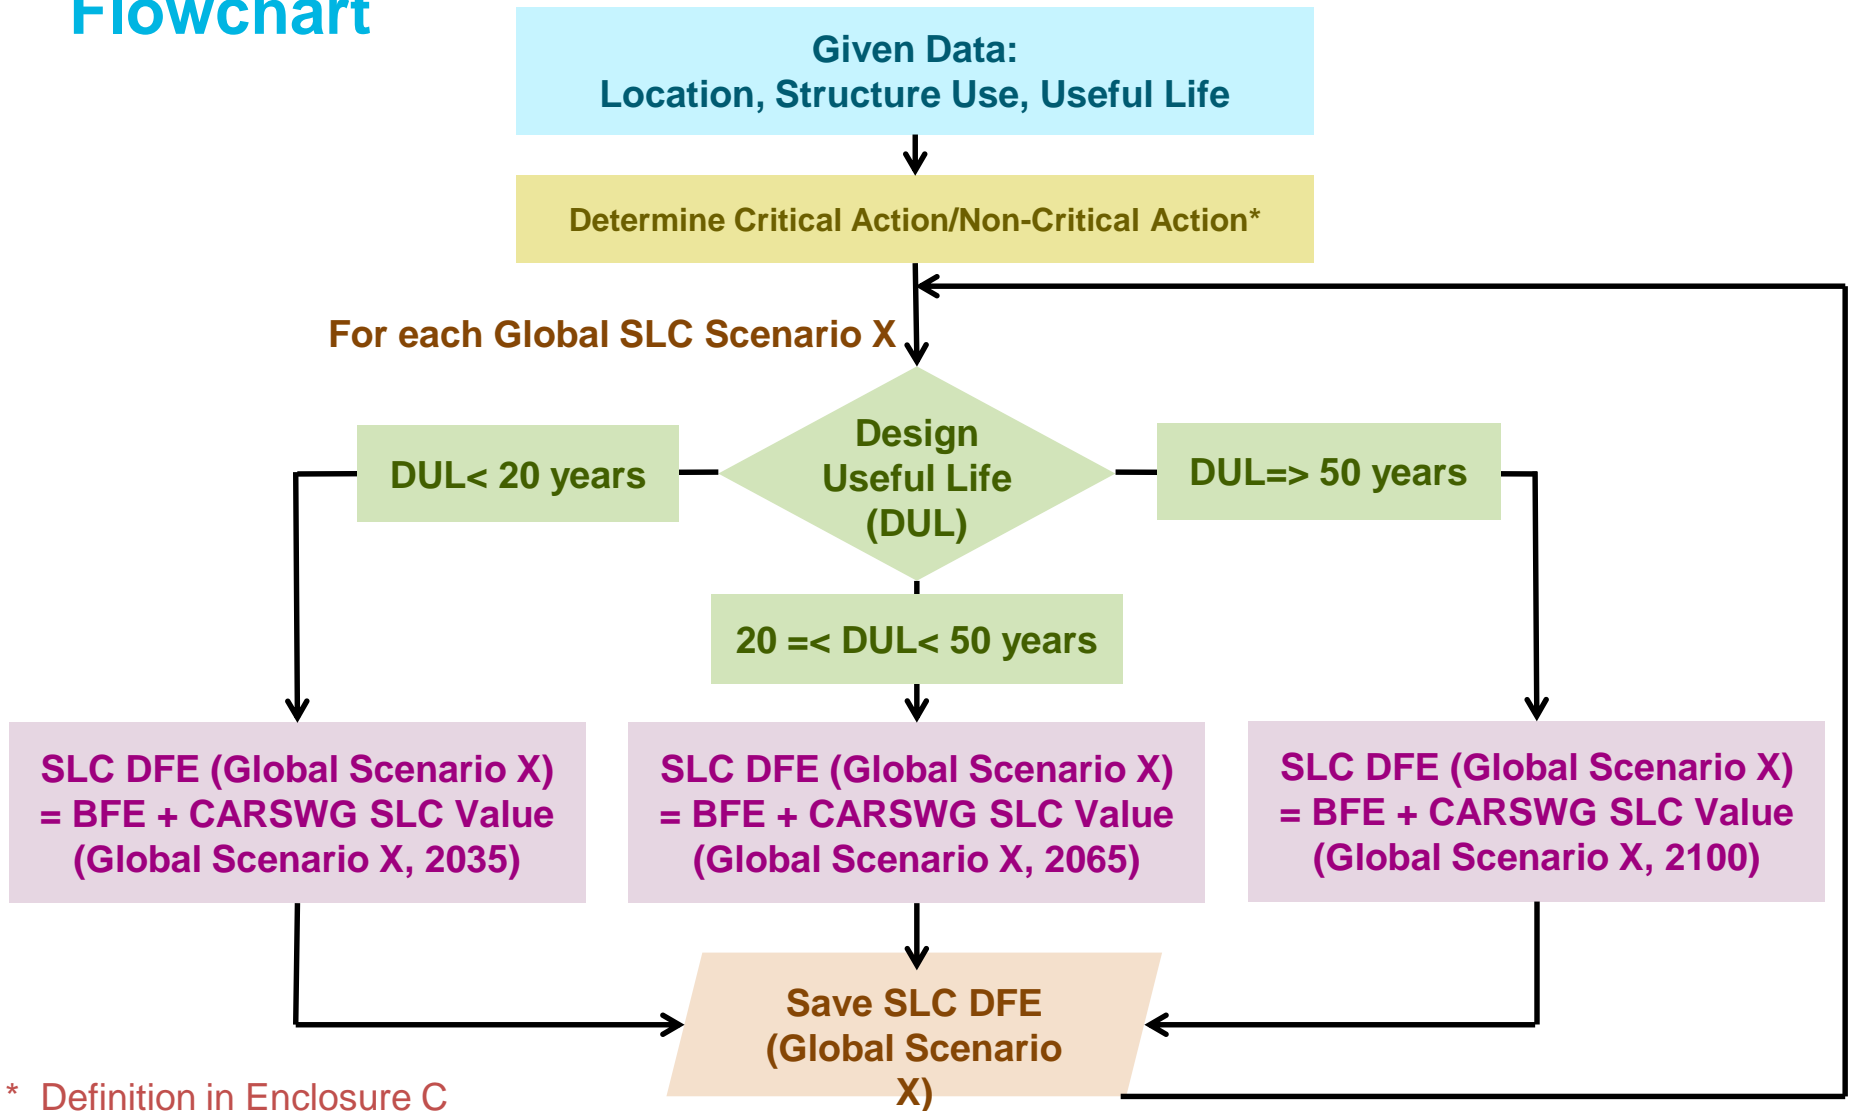 Flowchart
Given Data:
Location, Structure Use, Useful Life
Determine Critical Action/Non-Critical Action*
For each Global SLC Scenario X
Design
Useful Life
(DUL)
DUL< 20 years
DUL=> 50 years
20 =< DUL< 50 years
SLC DFE (Global Scenario X)
= BFE + CARSWG SLC Value
(Global Scenario X, 2035)
SLC DFE (Global Scenario X)
= BFE + CARSWG SLC Value
(Global Scenario X, 2065)
SLC DFE (Global Scenario X)
= BFE + CARSWG SLC Value
(Global Scenario X, 2100)
Save SLC DFE
(Global Scenario
X)
* Definition in Enclosure C